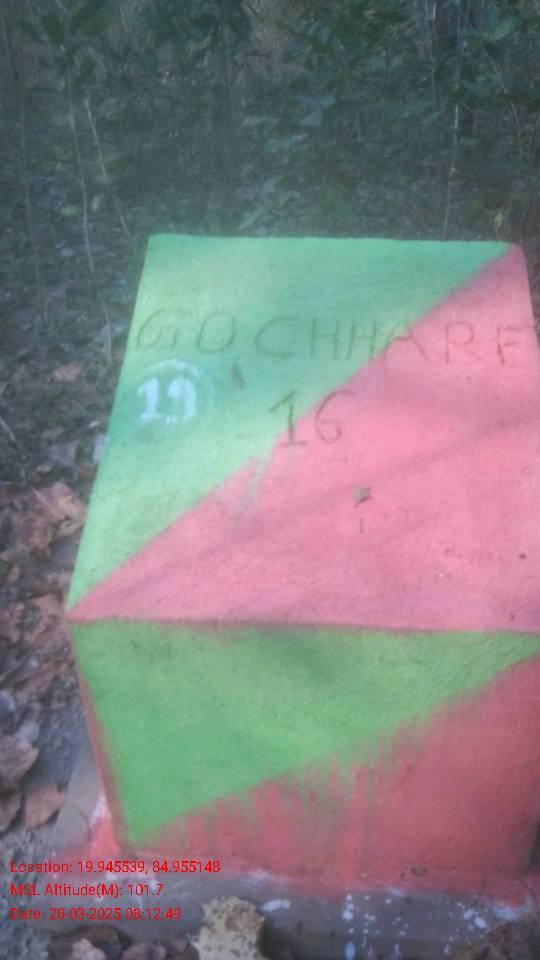 GOCHHARE
19
16
Location: 19.945539, 84.955148
MSL Altitude(M): 101.7
Date: 28-03-2025 08:12:49